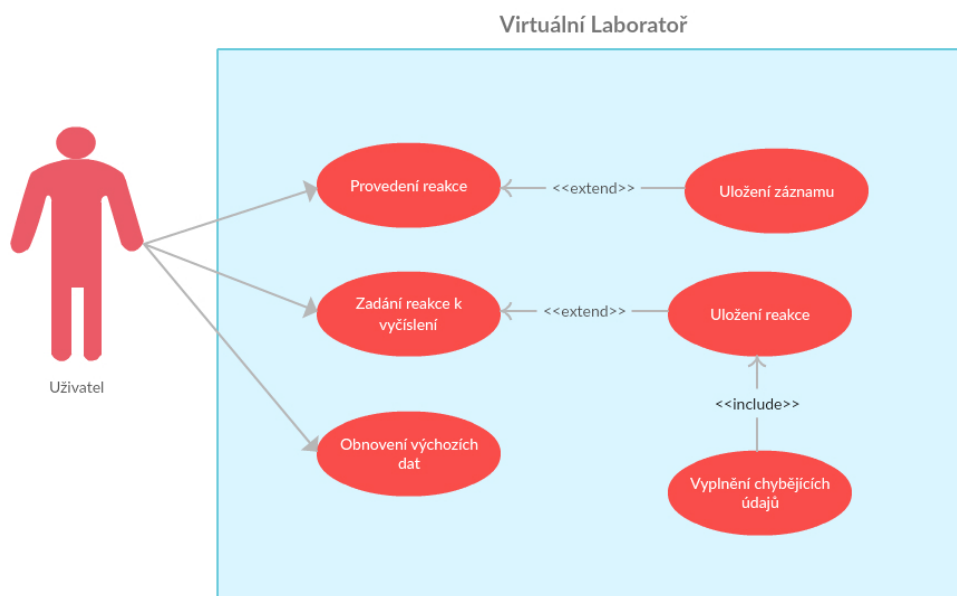 Virtuální Laboratoř
Provedení reakce
<<extend>>
Uložení záznamu
Zadání reakce k
vyčíslení
<<extend>>
Uložení reakce
Uživatel
<<include>>
Obnovení výchozích
dat
Vyplnění chybějících
údajů